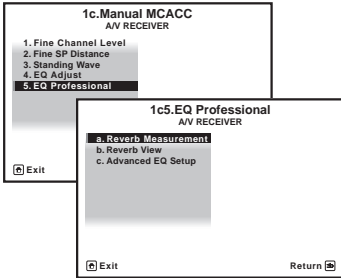 1c.Manual MCACC
A/V RECEIVER
1. Fine Channel Level
2. Fine SP Distance
3. Standing Wave
4. EQ Adjust
5. EQ Professional
Exit
1c5.EQ Professional
A/V RECEIVER
a. Reverb Measurement
b. Reverb View
c. Advanced EQ Setup
Exit
Return